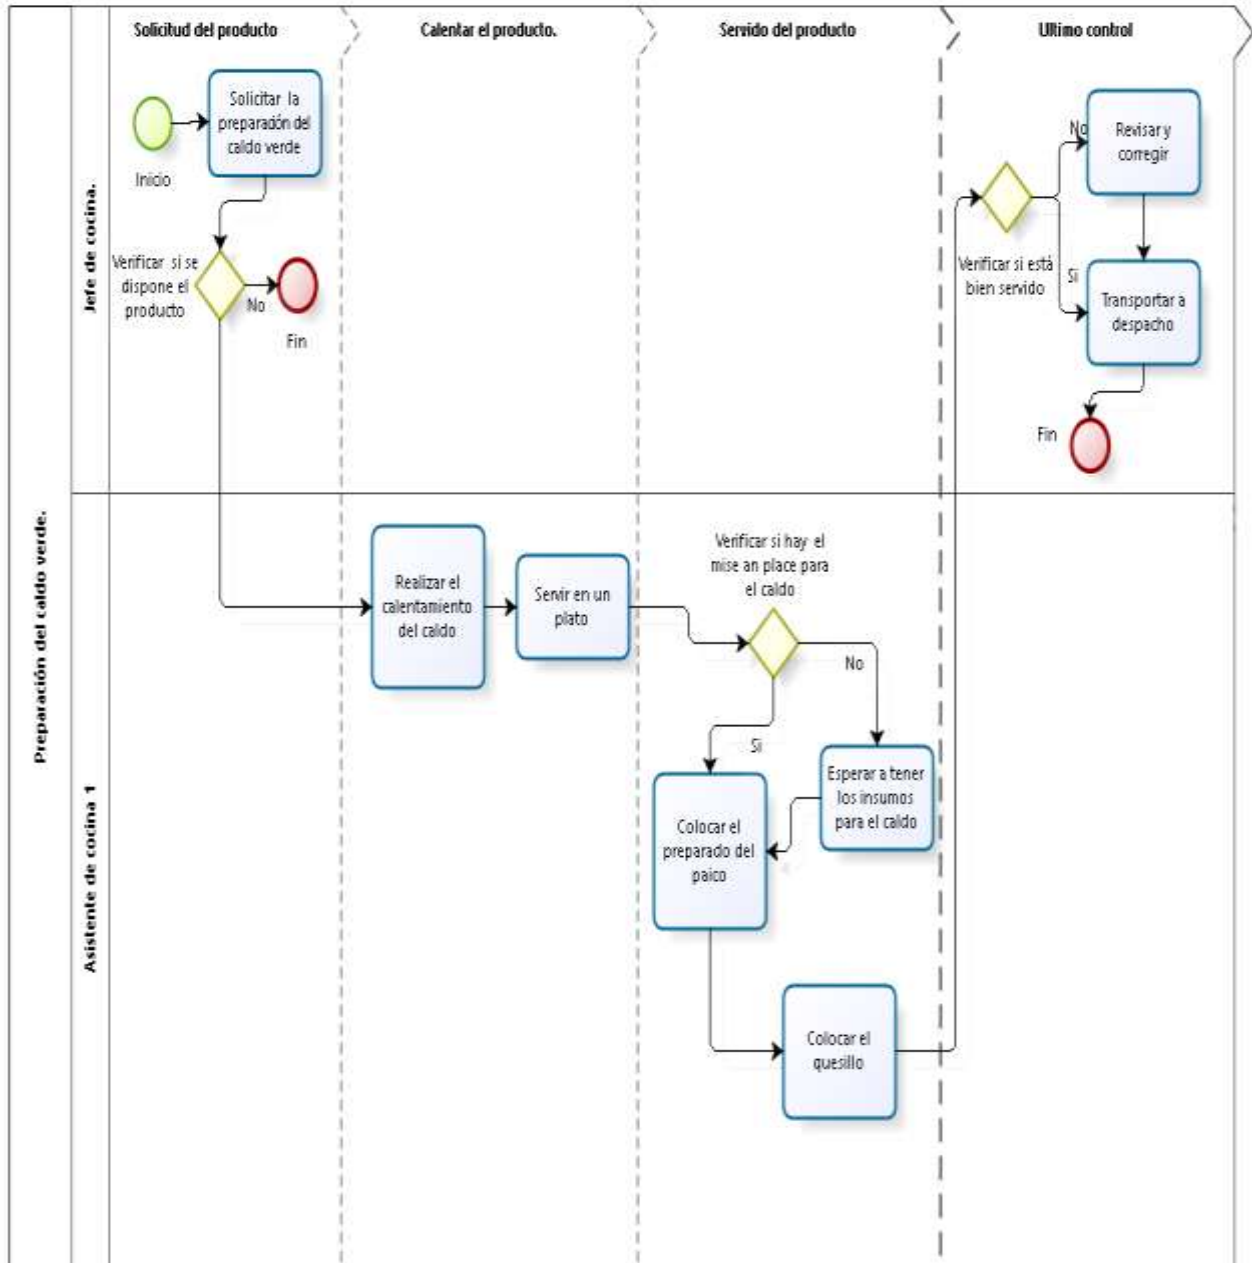 Solicitud del producto
Calentar el producto.
Servido del producto
Ultimo control
Preparación del caldo verde.
Jefe de cocina.
Inicio
Solicitar la
preparación del
caldo verde
Verificar si se
dispone el
producto
No
Fin
No
Revisar y
corregir
Verificar si está
bien servido
Si
Transportar a
despacho
Fin
Asistente de cocina 1
Realizar el
calentamiento
del caldo
Servir en un
plato
Verificar si hay el
mise an place para
el caldo
No
Si
Esperar a tener
los insumos
para el caldo
Colocar el
preparado del
paico
Colocar el
quesillo